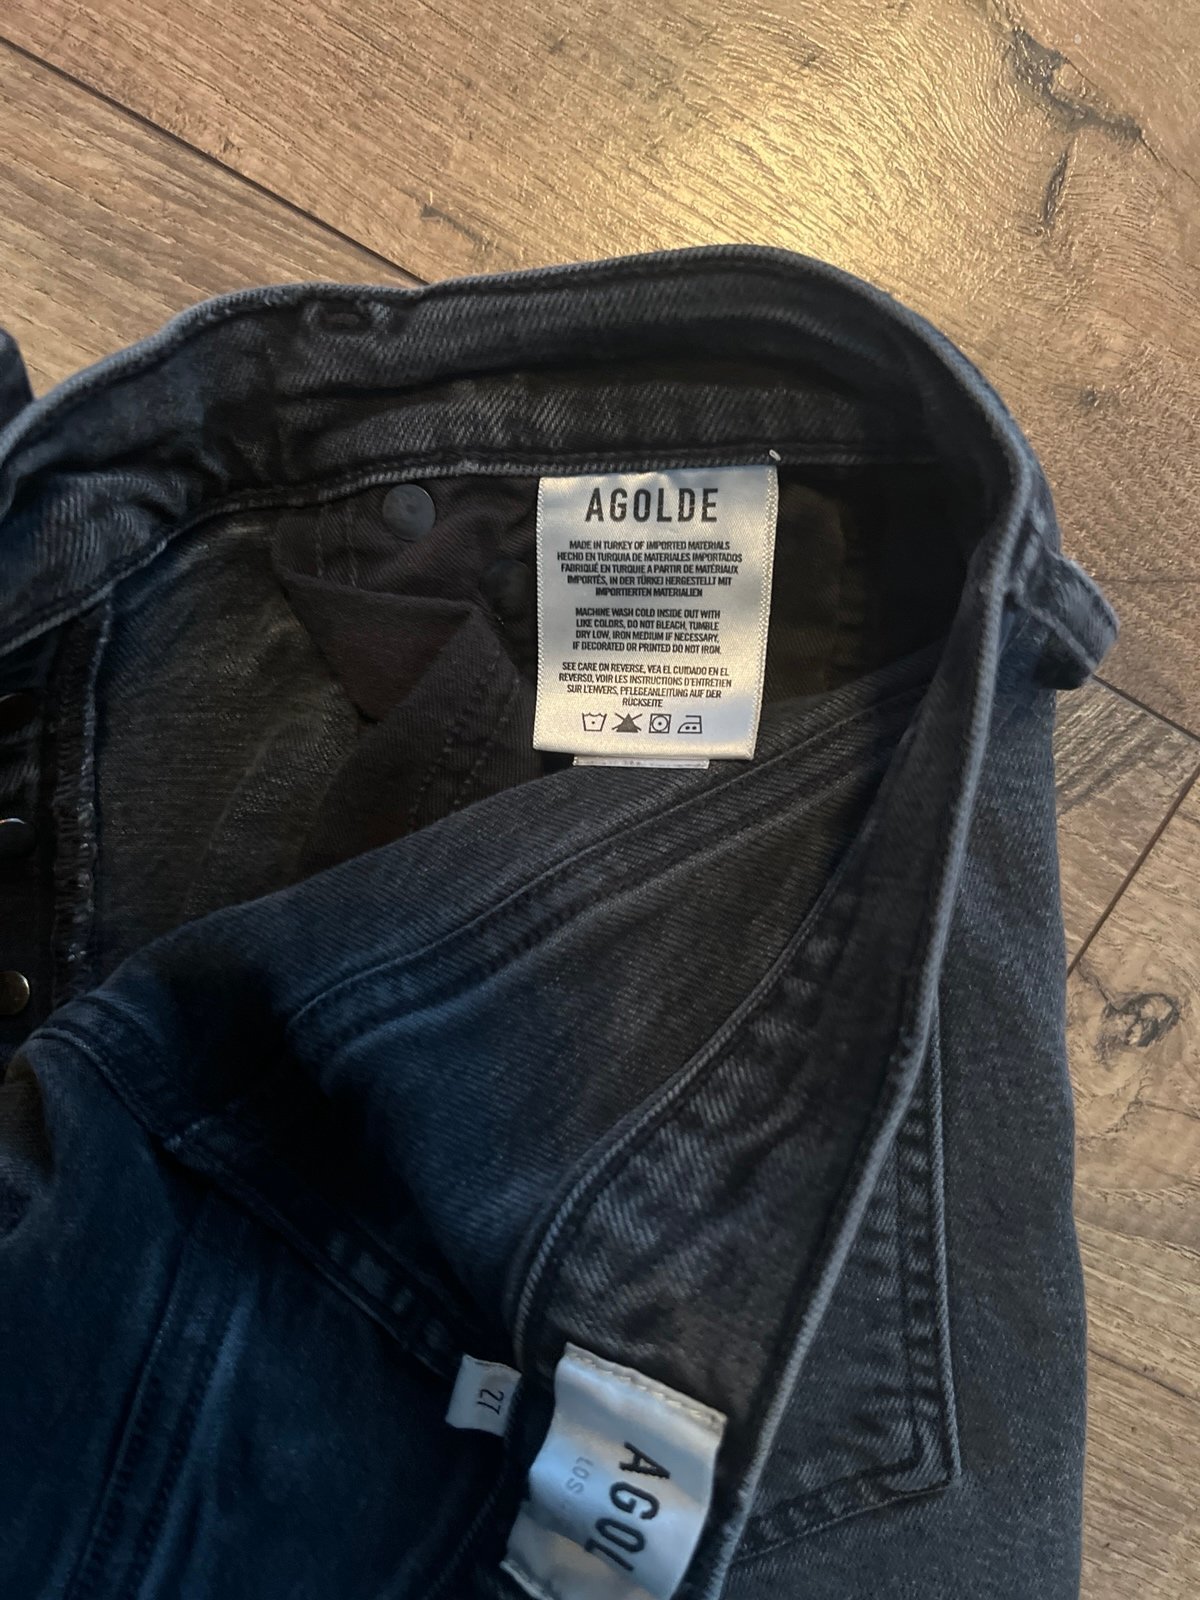 AGOLDE
MADE IN TURKEY OF IMPORTED MATERIALS
HECHO EN TURQUIA DE MATERIALES IMPORTADOS
FABRIQUÉ EN TURQUIE A PARTIR DE MATÉRIAUX
IMPORTÉS, IN DER TÜRKEI HERGESTELLT MIT
IMPORTIERTEN MATERIALIEN
MACHINE WASH COLD INSIDE OUT WITH
LIKE COLORS, DO NOT BLEACH, TUMBLE
DRY LOW, IRON MEDIUM IF NECESSARY,
IF DECORATED OR PRINTED DO NOT IRON.
SEE CARE ON REVERSE, VEA EL CUIDADO EN EL
REVERSO, VOIR LES INSTRUCTIONS D'ENTRETIEN
SUR L'ENVERS, PFLEGEANLEITUNG AUF DER
RÜCKSEITE
27
AGOL
LOS